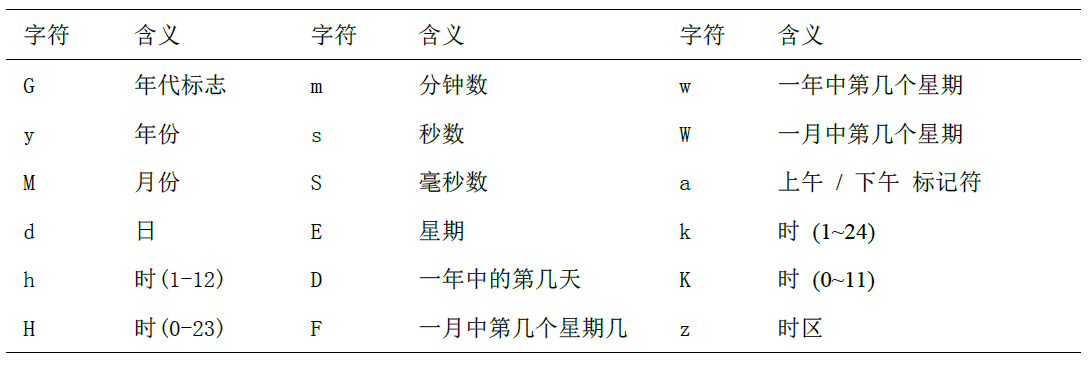 字符 含义 字符 含义 字符 含义
G 年代标志 m 分钟数 w 一年中第几个星期
y 年份 s 秒数 W 一月中第几个星期
M 月份 S 毫秒数 a 上午 / 下午 标记符
d 日 E 星期 k 时 (1~24)
h 时(1-12) D 一年中的第几天 K 时 (0~11)
H 时(0-23) F 一月中第几个星期几 z 时区